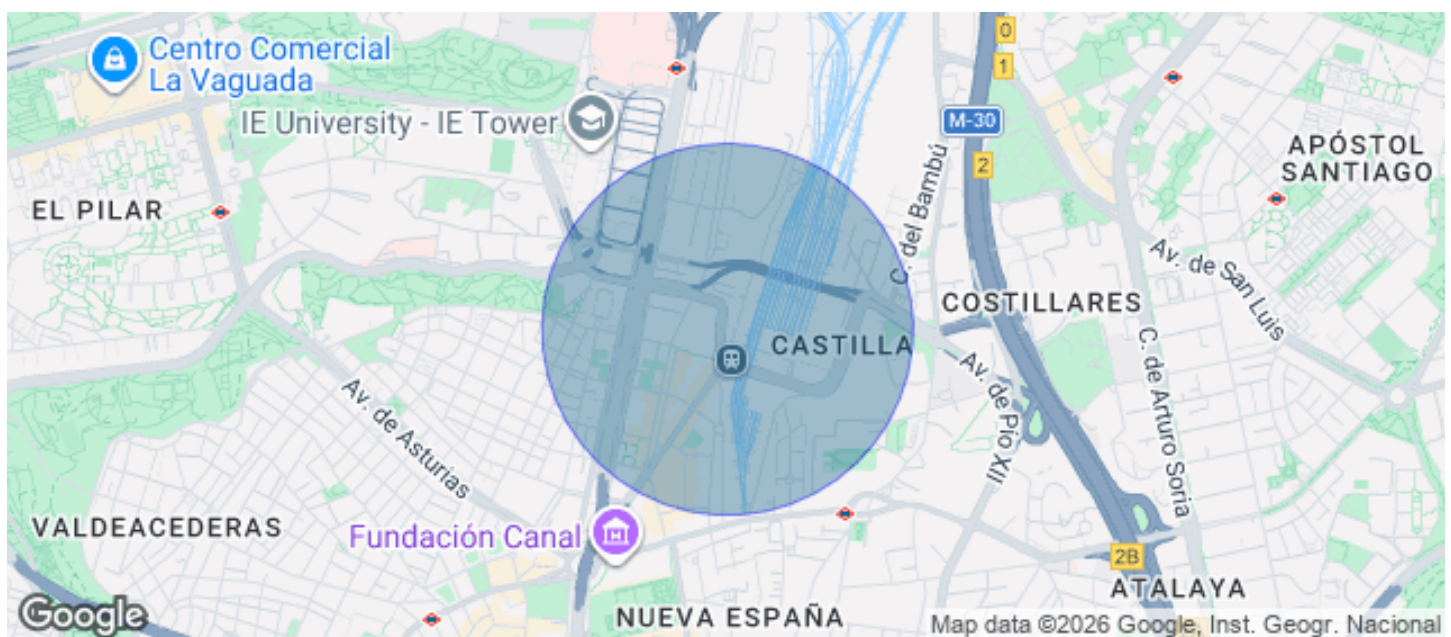 Centro Comercial
La Vaguada
IE University - IE Tower
0
1
M-30
2
APÓSTOL
SANTIAGO
EL PILAR
C. del Bambú
Av. de San Luis
COSTILLARES
CASTILLA
Av. de Pío XII
C. de Arturo Soria
Av. de Asturias
VALDEACEDERAS
Fundación Canal
2B
ATALAYA
NUEVA ESPAÑA
Google
Map data ©2026 Google, Inst. Geogr. Nacional